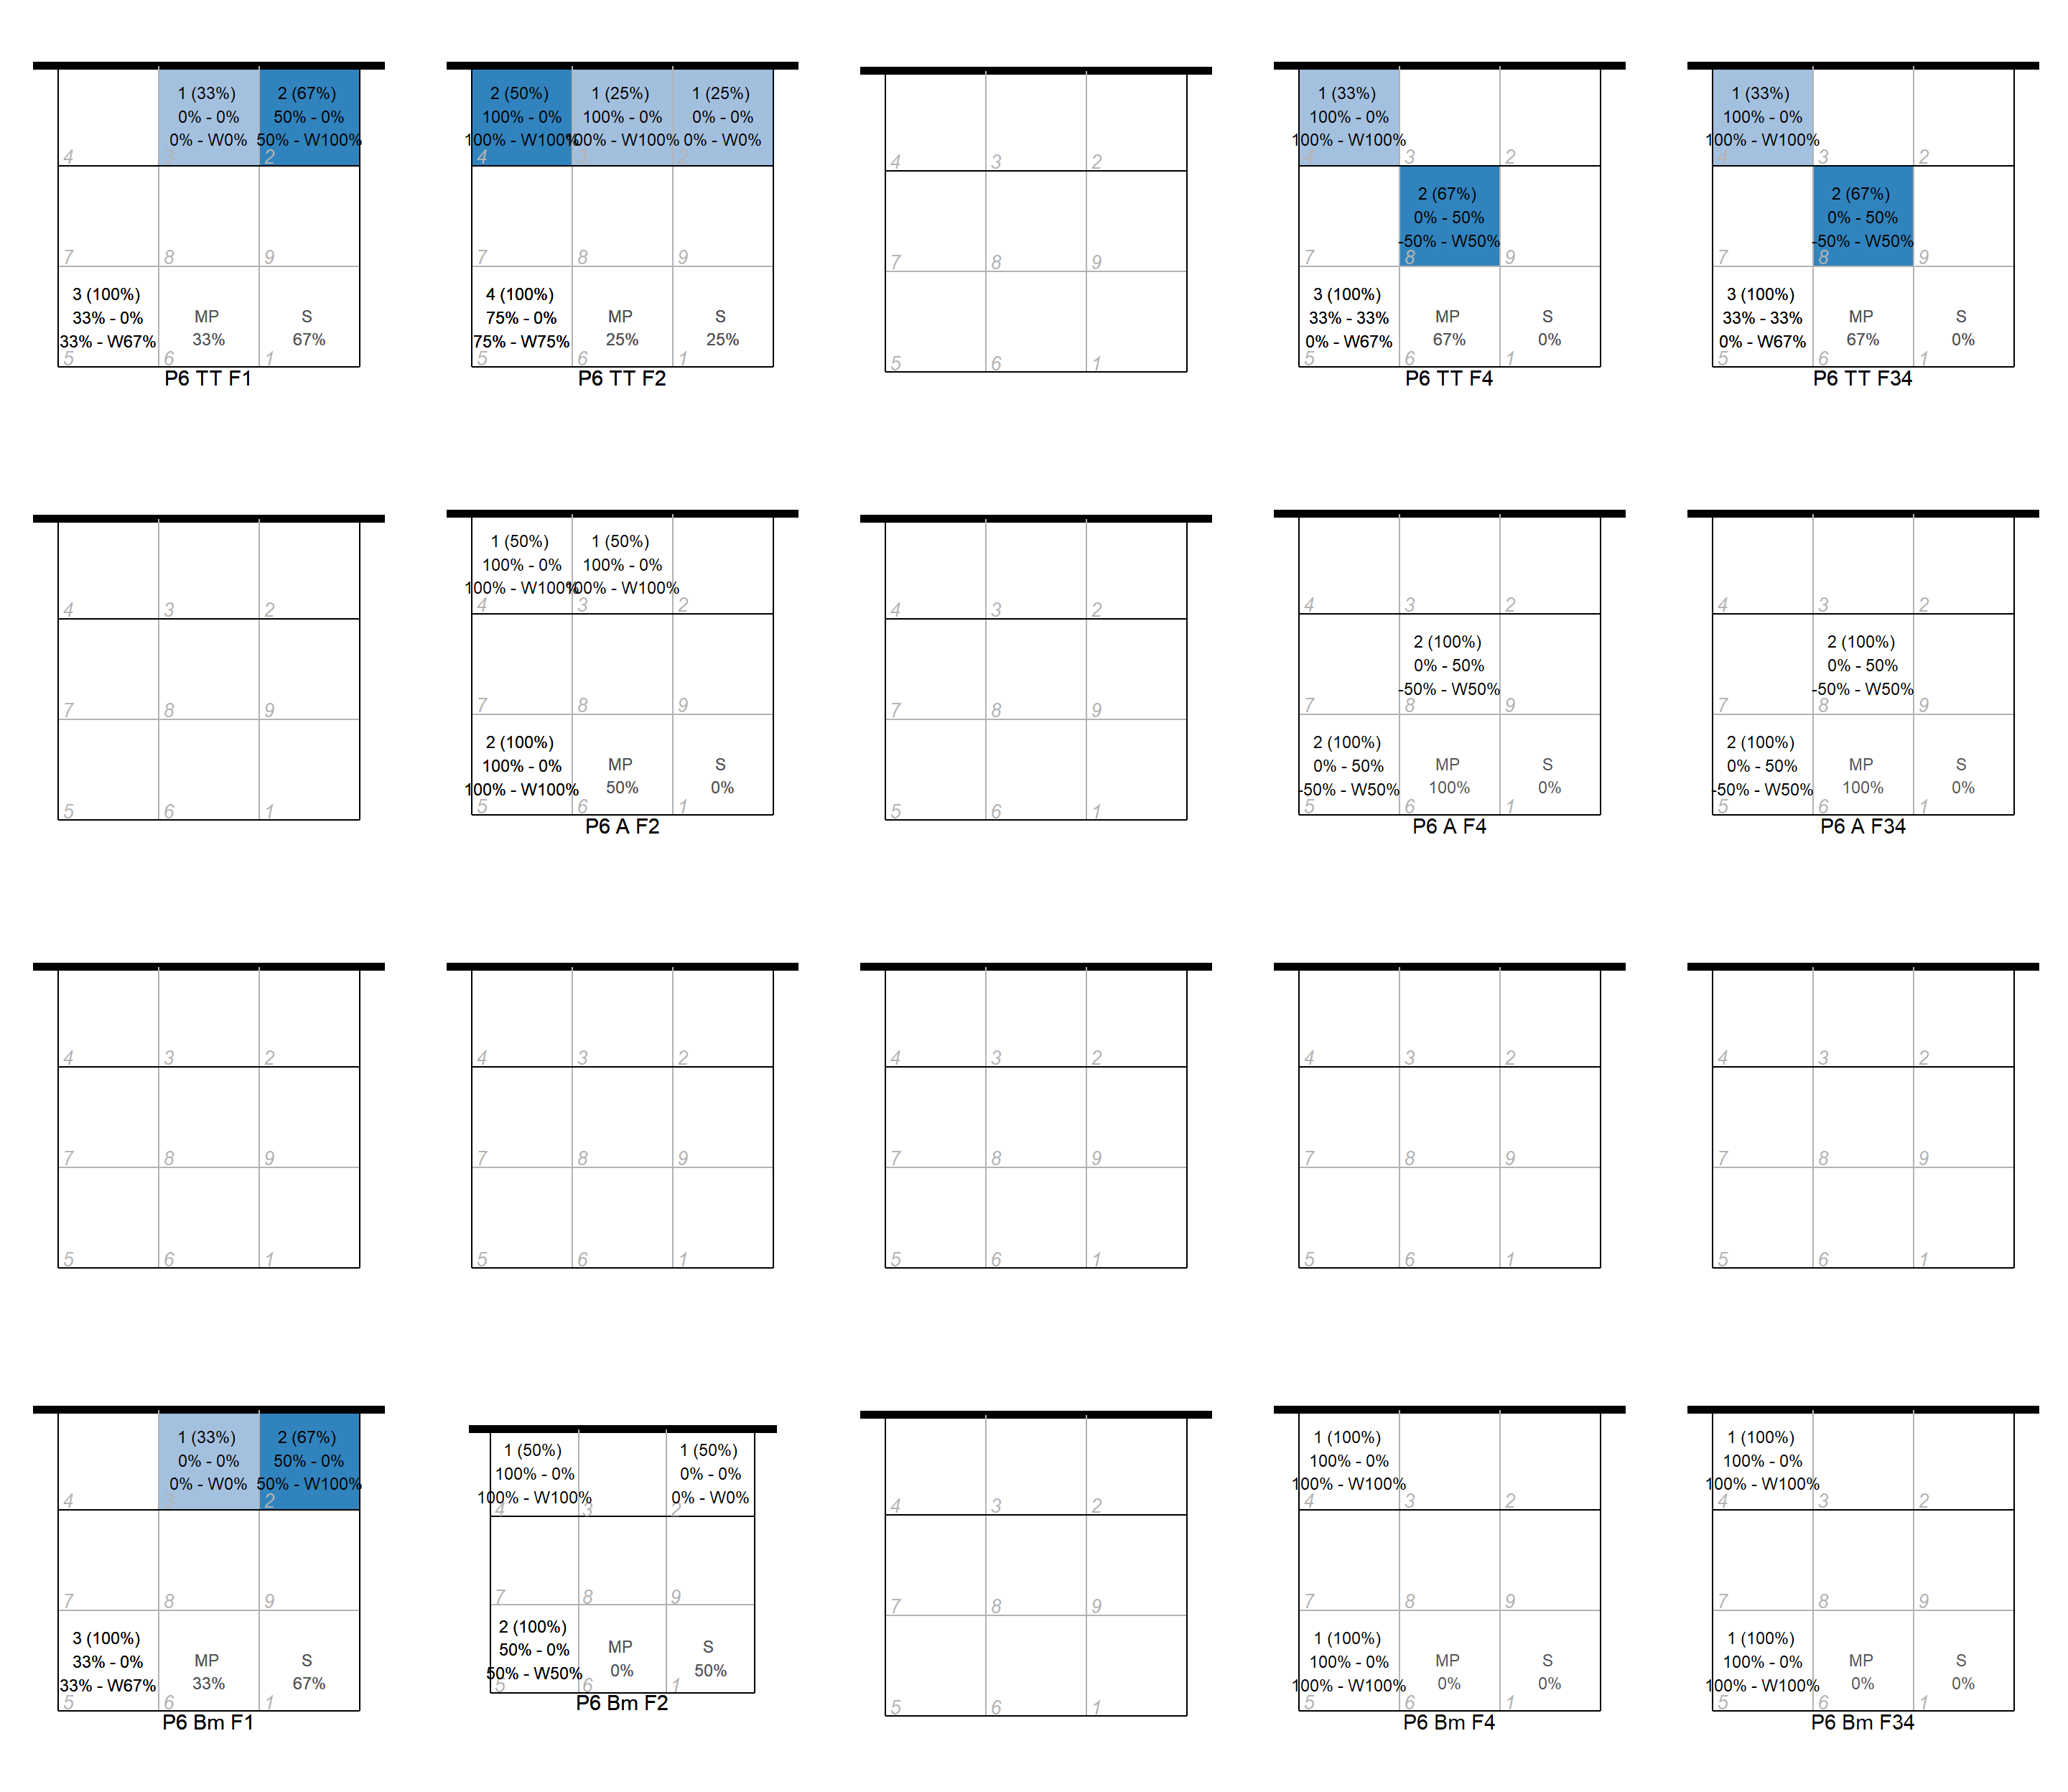 1 (33%) 2 (67%)
0% - 0% 50% - 0%
0% - W0% 50% - W100%
4 3 2
7 8 9
3 (100%)
33% - 0% MP S
33% - W67% 33% 67%
5 6 1
P6 TT F1
2 (50%) 1 (25%) 1 (25%)
100% - 0% 100% - 0% 0% - 0%
100% - W100% 100% - W100% 0% - W0%
4 3 2
7 8 9
4 (100%)
75% - 0% MP S
75% - W75% 25% 25%
5 6 1
P6 TT F2
4 3 2
7 8 9
5 6 1
1 (33%)
100% - 0%
100% - W100%
4 3 2
2 (67%)
0% - 50%
-50% - W50%
7 8 9
3 (100%)
33% - 33% MP S
0% - W67% 67% 0%
5 6 1
P6 TT F4
1 (33%)
100% - 0%
100% - W100%
4 3 2
2 (67%)
0% - 50%
-50% - W50%
7 8 9
3 (100%)
33% - 33% MP S
0% - W67% 67% 0%
5 6 1
P6 TT F34
4 3 2
7 8 9
5 6 1
1 (50%) 1 (50%)
100% - 0% 100% - 0%
100% - W100% 100% - W100%
4 3 2
7 8 9
2 (100%)
100% - 0% MP S
100% - W100% 50% 0%
5 6 1
P6 A F2
4 3 2
7 8 9
5 6 1
4 3 2
2 (100%)
0% - 50%
-50% - W50%
7 8 9
2 (100%)
0% - 50% MP S
-50% - W50% 100% 0%
5 6 1
P6 A F4
4 3 2
2 (100%)
0% - 50%
-50% - W50%
7 8 9
2 (100%)
0% - 50% MP S
-50% - W50% 100% 0%
5 6 1
P6 A F34
4 3 2
7 8 9
5 6 1
4 3 2
7 8 9
5 6 1
4 3 2
7 8 9
5 6 1
4 3 2
7 8 9
5 6 1
4 3 2
7 8 9
5 6 1
1 (33%) 2 (67%)
0% - 0% 50% - 0%
0% - W0% 50% - W100%
4 3 2
7 8 9
3 (100%)
33% - 0% MP S
33% - W67% 33% 67%
5 6 1
P6 Bm F1
1 (50%) 1 (50%)
100% - 0% 0% - 0%
100% - W100% 0% - W0%
4 3 2
7 8 9
2 (100%)
50% - 0% MP S
50% - W50% 0% 50%
5 6 1
P6 Bm F2
4 3 2
7 8 9
5 6 1
1 (100%)
100% - 0%
100% - W100%
4 3 2
7 8 9
1 (100%)
100% - 0% MP S
100% - W100% 0% 0%
5 6 1
P6 Bm F4
1 (100%)
100% - 0%
100% - W100%
4 3 2
7 8 9
1 (100%)
100% - 0% MP S
100% - W100% 0% 0%
5 6 1
P6 Bm F34